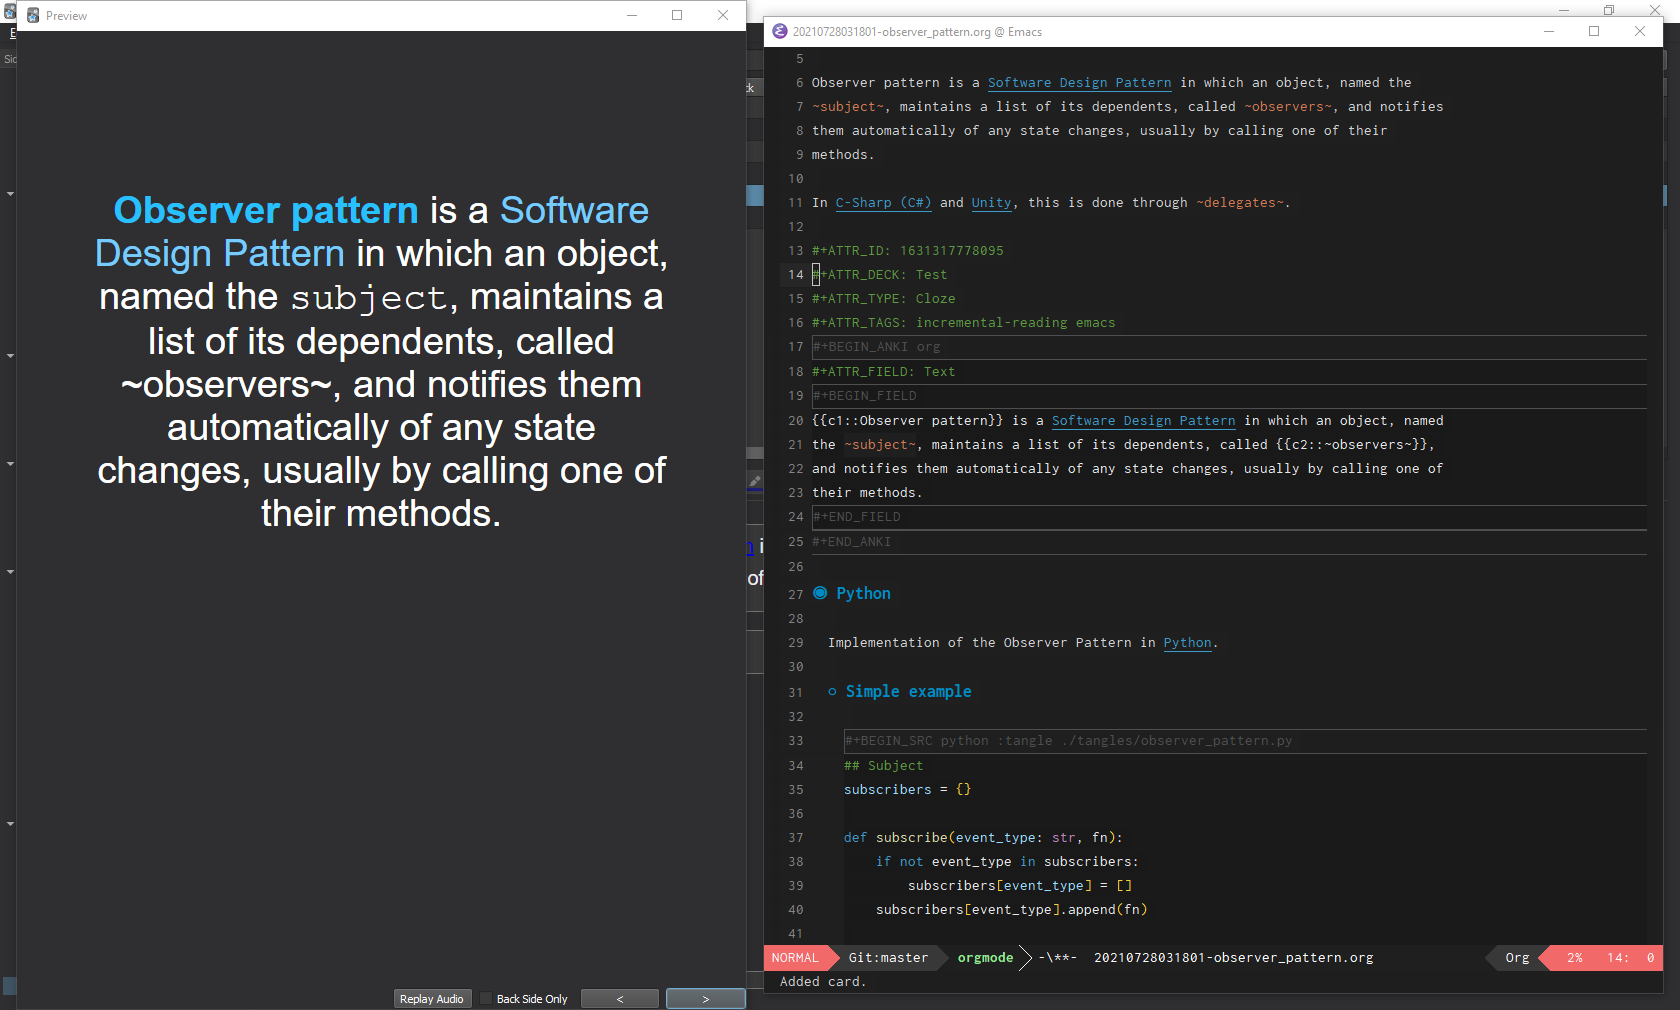 Preview
E
Sid
ck
i
of
Observer pattern is a Software
Design Pattern in which an object,
named the subject, maintains a
list of its dependents, called
~observers~, and notifies them
automatically of any state
changes, usually by calling one of
their methods.
Replay Audio
Back Side Only
<
>
20210728031801-observer_pattern.org @ Emacs
5
6 Observer pattern is a Software Design Pattern in which an object, named the
7 ~subject~, maintains a list of its dependents, called ~observers~, and notifies
8 them automatically of any state changes, usually by calling one of their
9 methods.
10
11 In C-Sharp (C#) and Unity, this is done through ~delegates~.
12
13 #+ATTR_ID: 1631317778095
14 #+ATTR_DECK: Test
15 #+ATTR_TYPE: Cloze
16 #+ATTR_TAGS: incremental-reading emacs
17 #+BEGIN_ANKI org
18 #+ATTR_FIELD: Text
19 #+BEGIN_FIELD
20 {{c1::Observer pattern}} is a Software Design Pattern in which an object, named
21 the ~subject~, maintains a list of its dependents, called {{c2::~observers~}},
22 and notifies them automatically of any state changes, usually by calling one of
23 their methods.
24 #+END_FIELD
25 #+END_ANKI
26
27 ◉ Python
28
29 Implementation of the Observer Pattern in Python.
30
31 ○ Simple example
32
33 #+BEGIN_SRC python :tangle ./tangles/observer_pattern.py
34 ## Subject
35 subscribers = {}
36
37 def subscribe(event_type: str, fn):
38 if not event_type in subscribers:
39 subscribers[event_type] = []
40 subscribers[event_type].append(fn)
41
NORMAL Git:master orgmode -\**- 20210728031801-observer_pattern.org Org 2% 14: 0
Added card.